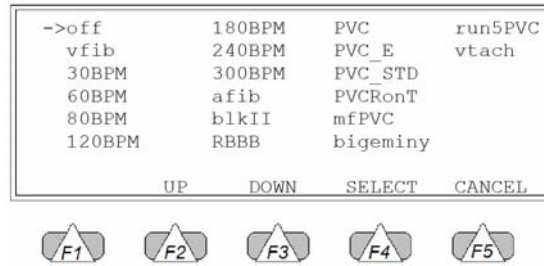 ->off 180BPM PVC run5PVC
vfib 240BPM PVC_E vtach
30BPM 300BPM PVC_STD
60BPM afib PVCRonT
80BPM blkII mfPVC
120BPM RBBB bigeminy
UP DOWN SELECT CANCEL
F1 F2 F3 F4 F5